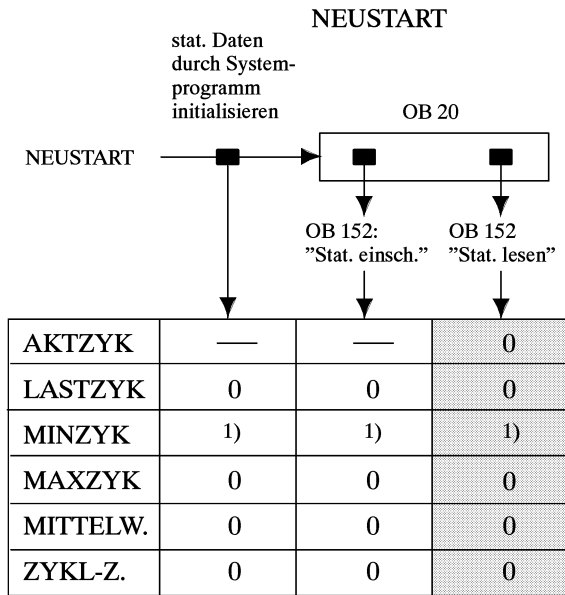 NEUSTART
stat. Daten
durch System-
programm
initialisieren
OB 20
NEUSTART
OB 152:
”Stat. einsch.”
OB 152
”Stat. lesen”
AKTZYK — — 0
LASTZYK 0 0 0
MINZYK 1) 1) 1)
MAXZYK 0 0 0
MITTELW. 0 0 0
ZYKL-Z. 0 0 0